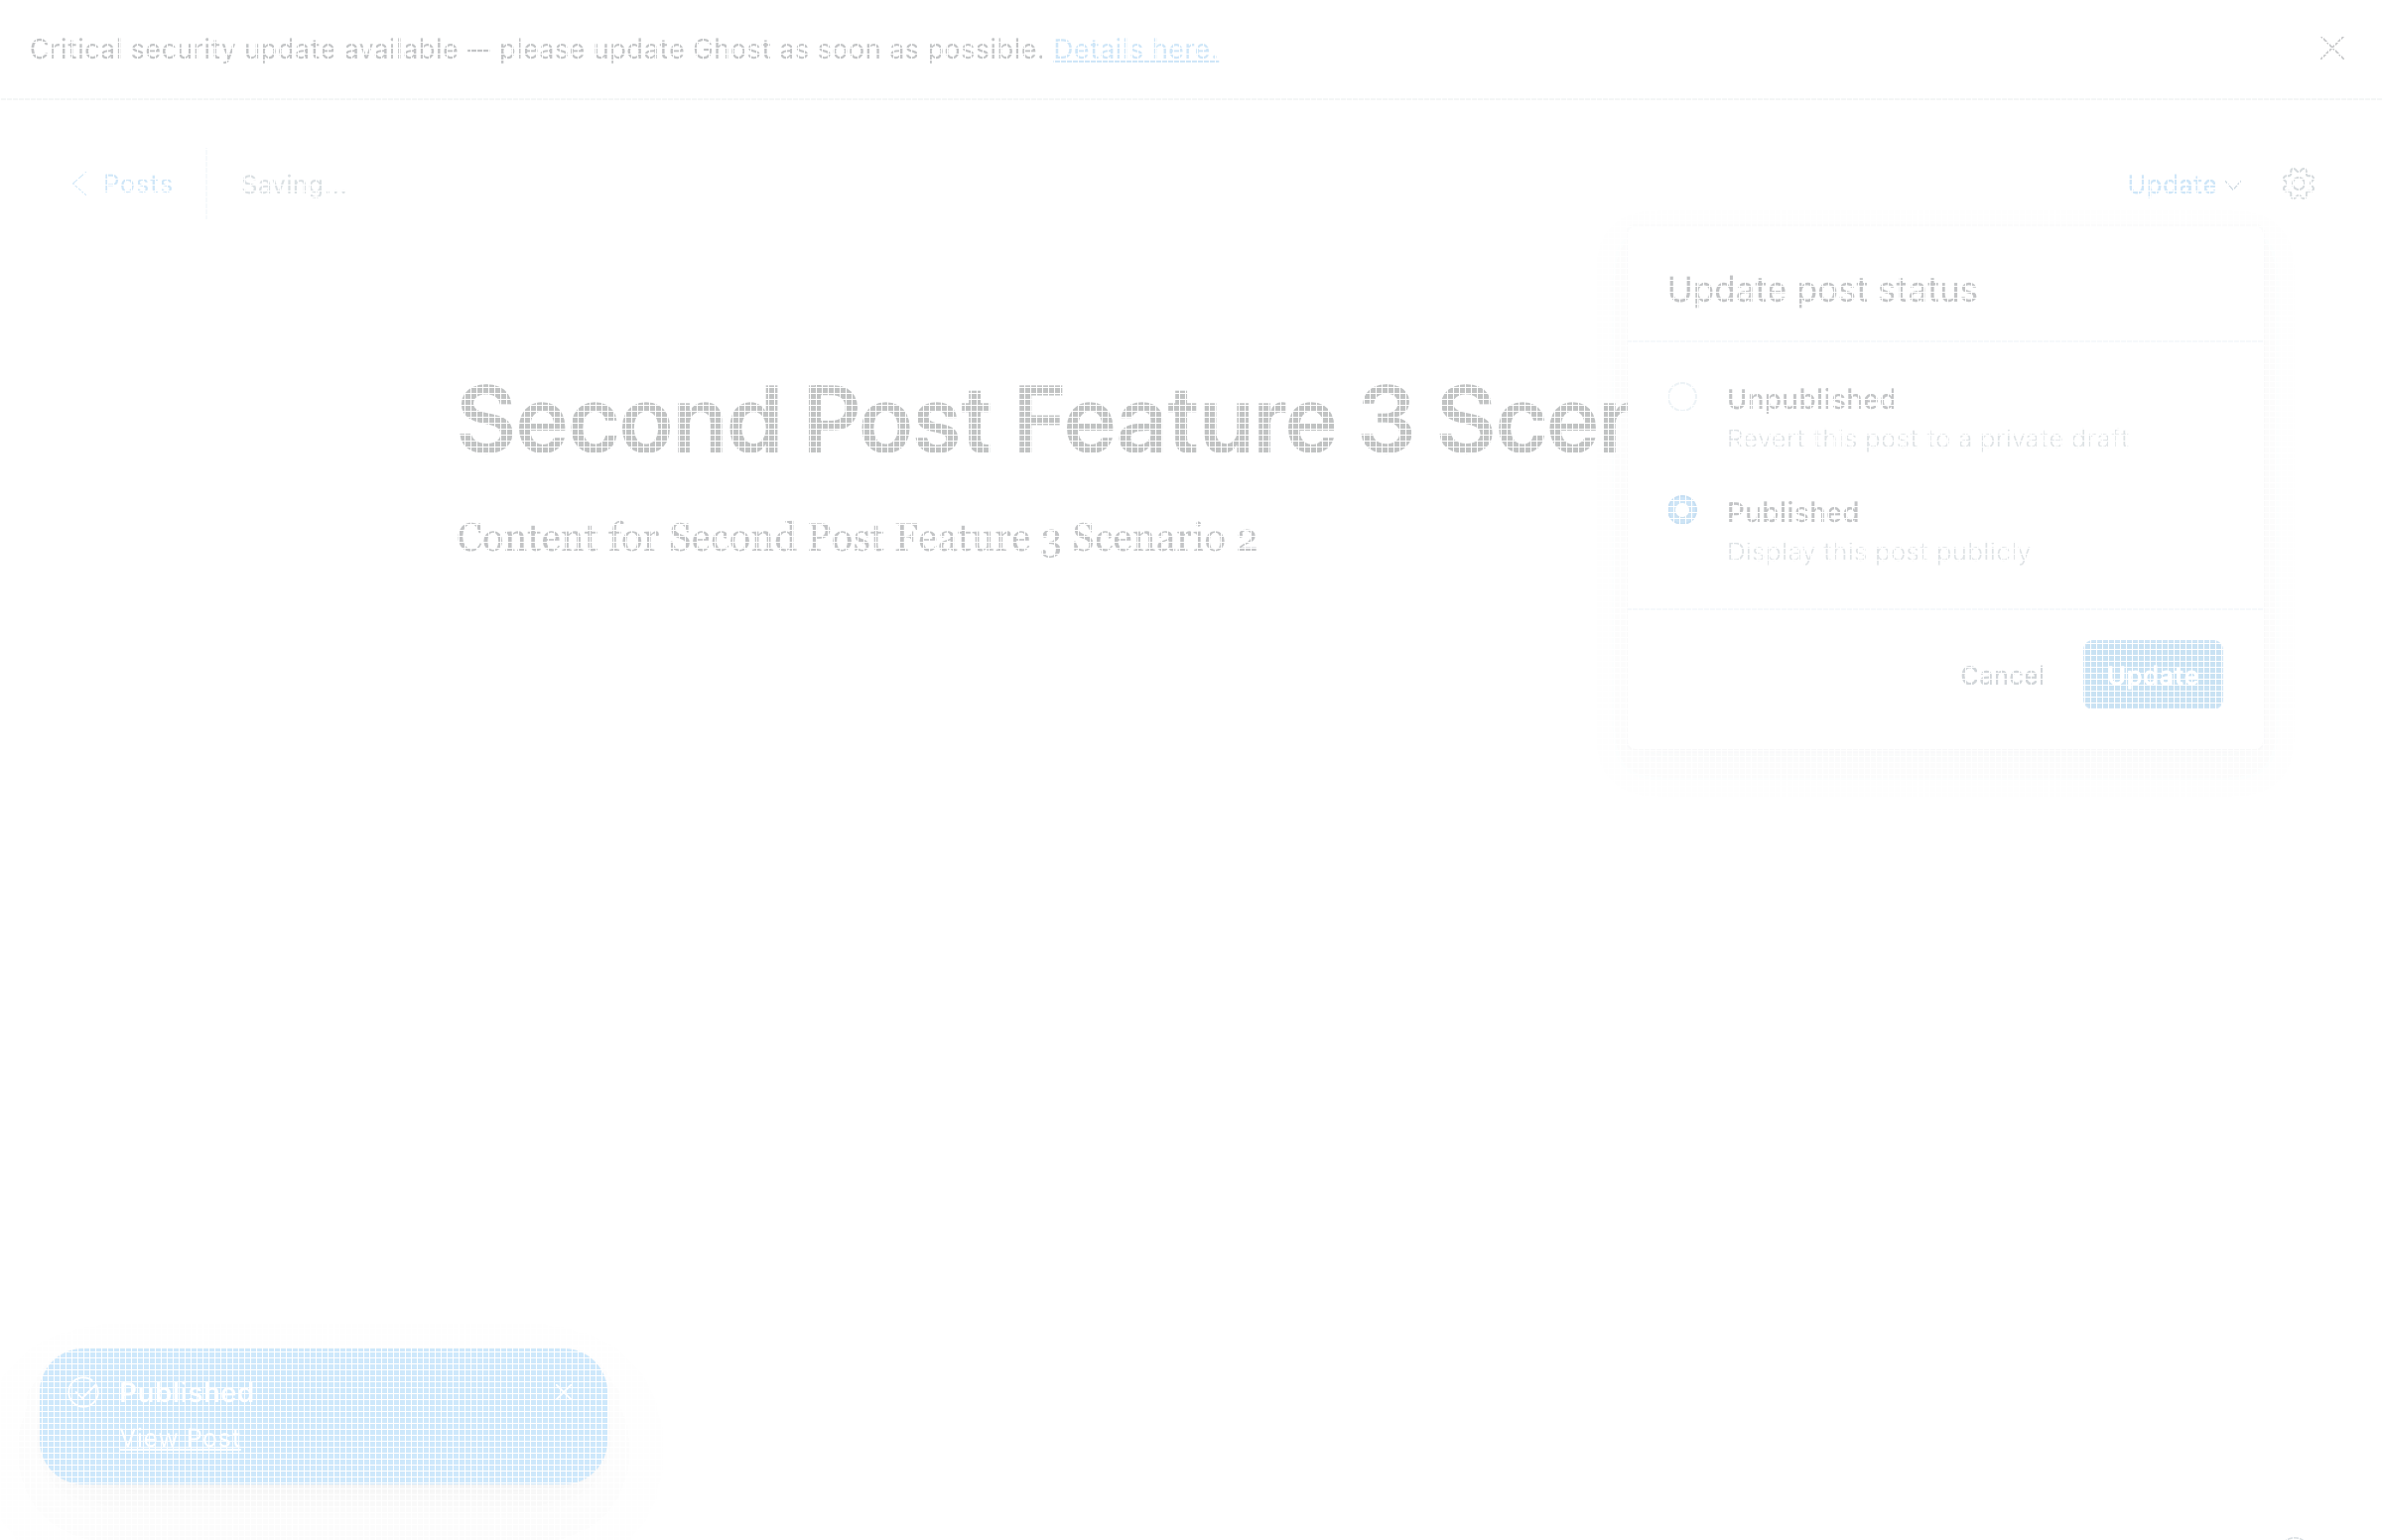 Critical security update available — please update Ghost as soon as possible. Details here.
Posts
Saving...
Update
Update post status
Second Post Feature 3 Scer
Unpublished
Revert this post to a private draft
Content for Second Post Feature 3 Scenario 2
Published
Display this post publicly
Cancel
Update
Published
View Post